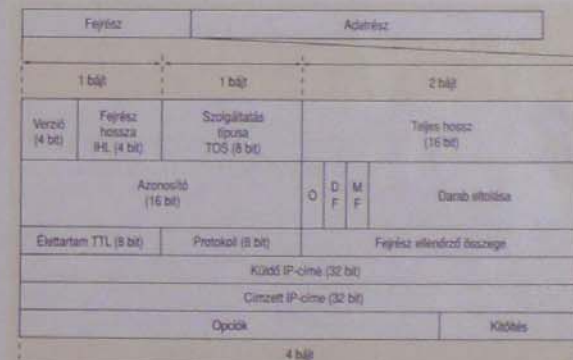 Fejrész Adatrész
1 bájt 1 bájt 2 bájt
Verzió
(4 bit)
Fejrész
hossza
IHL (4 bit)
Szolgáltatás
típusa
TOS (8 bit)
Teljes hossz
(16 bit)
Azonosító
(16 bit)
0
D
F
M
F
Darab eltolása
Élettartam TTL (8 bit) Protokoll (8 bit) Fejrész ellenőrző összege
Küldő IP-címe (32 bit)
Címzett IP-címe (32 bit)
Opciók Kitöltés
4 bájt